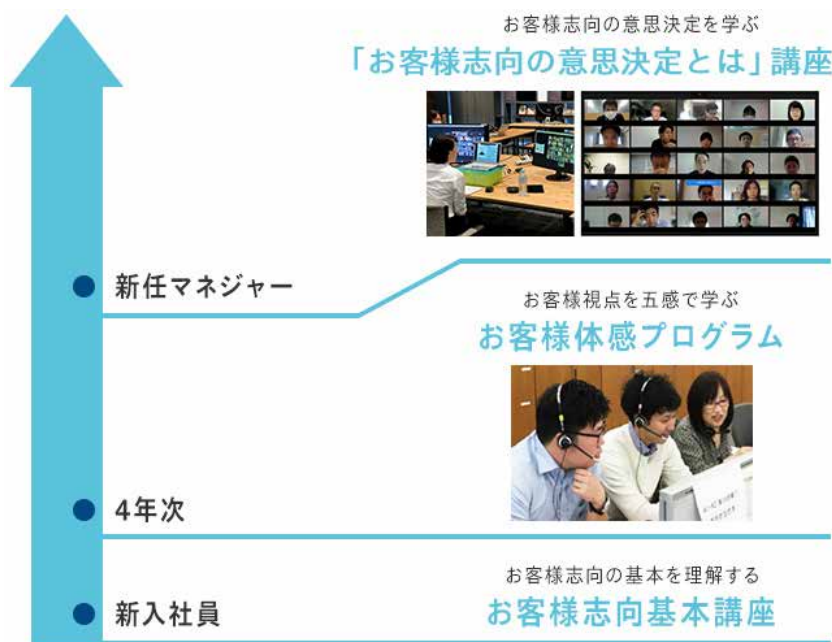 お客様志向の意思決定を学ぶ
「お客様志向の意思決定とは」講座
新任マネジャー
お客様視点を五感で学ぶ
お客様体感プログラム
4年次
お客様志向の基本を理解する
新入社員
お客様志向基本講座